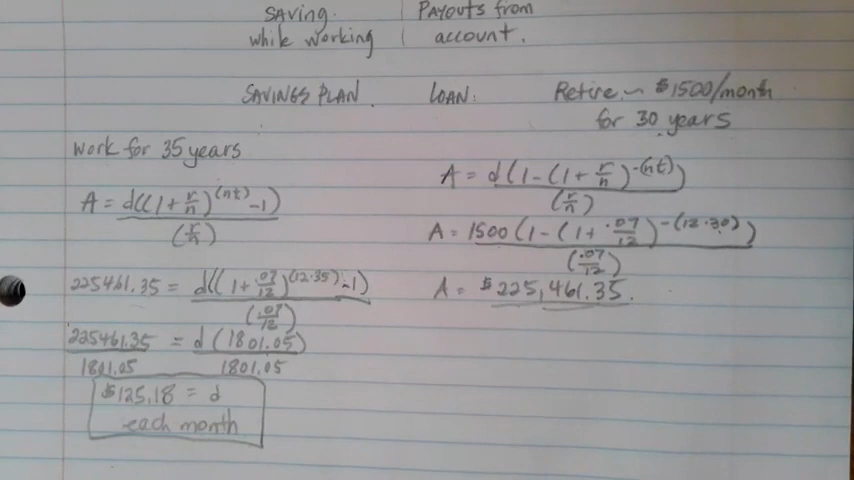 SAVING
while working
PAYOUTS from
account.
SAVINGS PLAN
LOAN:
Retire ~ $1500/month
for 30 years
work for 35 years
A = d((1+r/n)^(nt) -1)
(r/n)
225461.35 = d((1+.07/12)^(12·35) -1)
(.07/12)
225461.35 = d(1801.05)
1801.05 1801.05
$125.18 = d
each month
A = d(1-(1+r/n)^-(nt))
(r/n)
A = 1500(1-(1+.07/12)^-(12·30))
(.07/12)
A = $225,461.35.